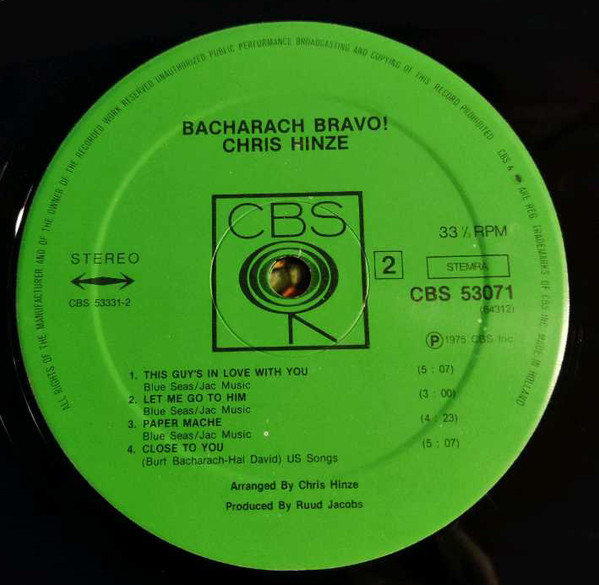 ALL RIGHTS OF THE MANUFACTURER AND OF THE OWNER OF THE RECORDED WORK RESERVED UNAUTHORIZED PUBLIC PERFORMANCE BROADCASTING AND COPYING OF THIS RECORD PROHIBITED CBS & ARE REG. TRADEMARKS OF CBS INC. MADE IN HOLLAND
BACHARACH BRAVO!
CHRIS HINZE
CBS
STEREO
CBS 53331-2
33⅓ RPM
2
STEMRA
CBS 53071
(64312)
Ⓟ 1975 CBS Inc.
1. THIS GUY'S IN LOVE WITH YOU (5 : 07)
Blue Seas/Jac Music
2. LET ME GO TO HIM (3 : 00)
Blue Seas/Jac Music
3. PAPER MACHE (4 : 23)
Blue Seas/Jac Music
4. CLOSE TO YOU (5 : 07)
(Burt Bacharach-Hal David) US Songs
Arranged By Chris Hinze
Produced By Ruud Jacobs